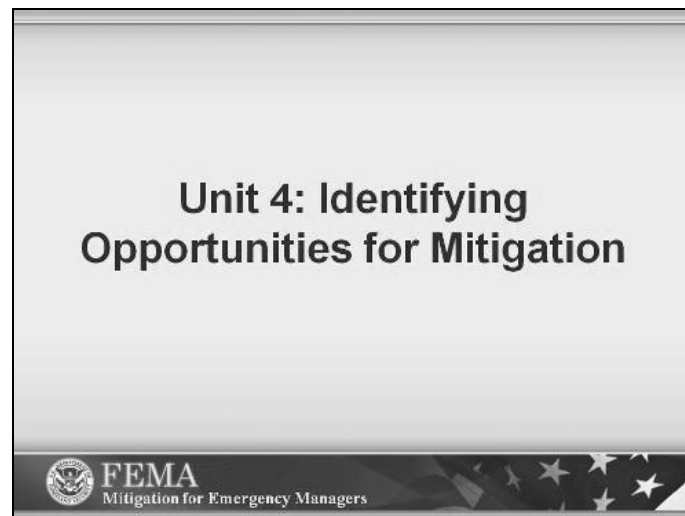 Unit 4: Identifying
Opportunities for Mitigation
FEMA
Mitigation for Emergency Managers